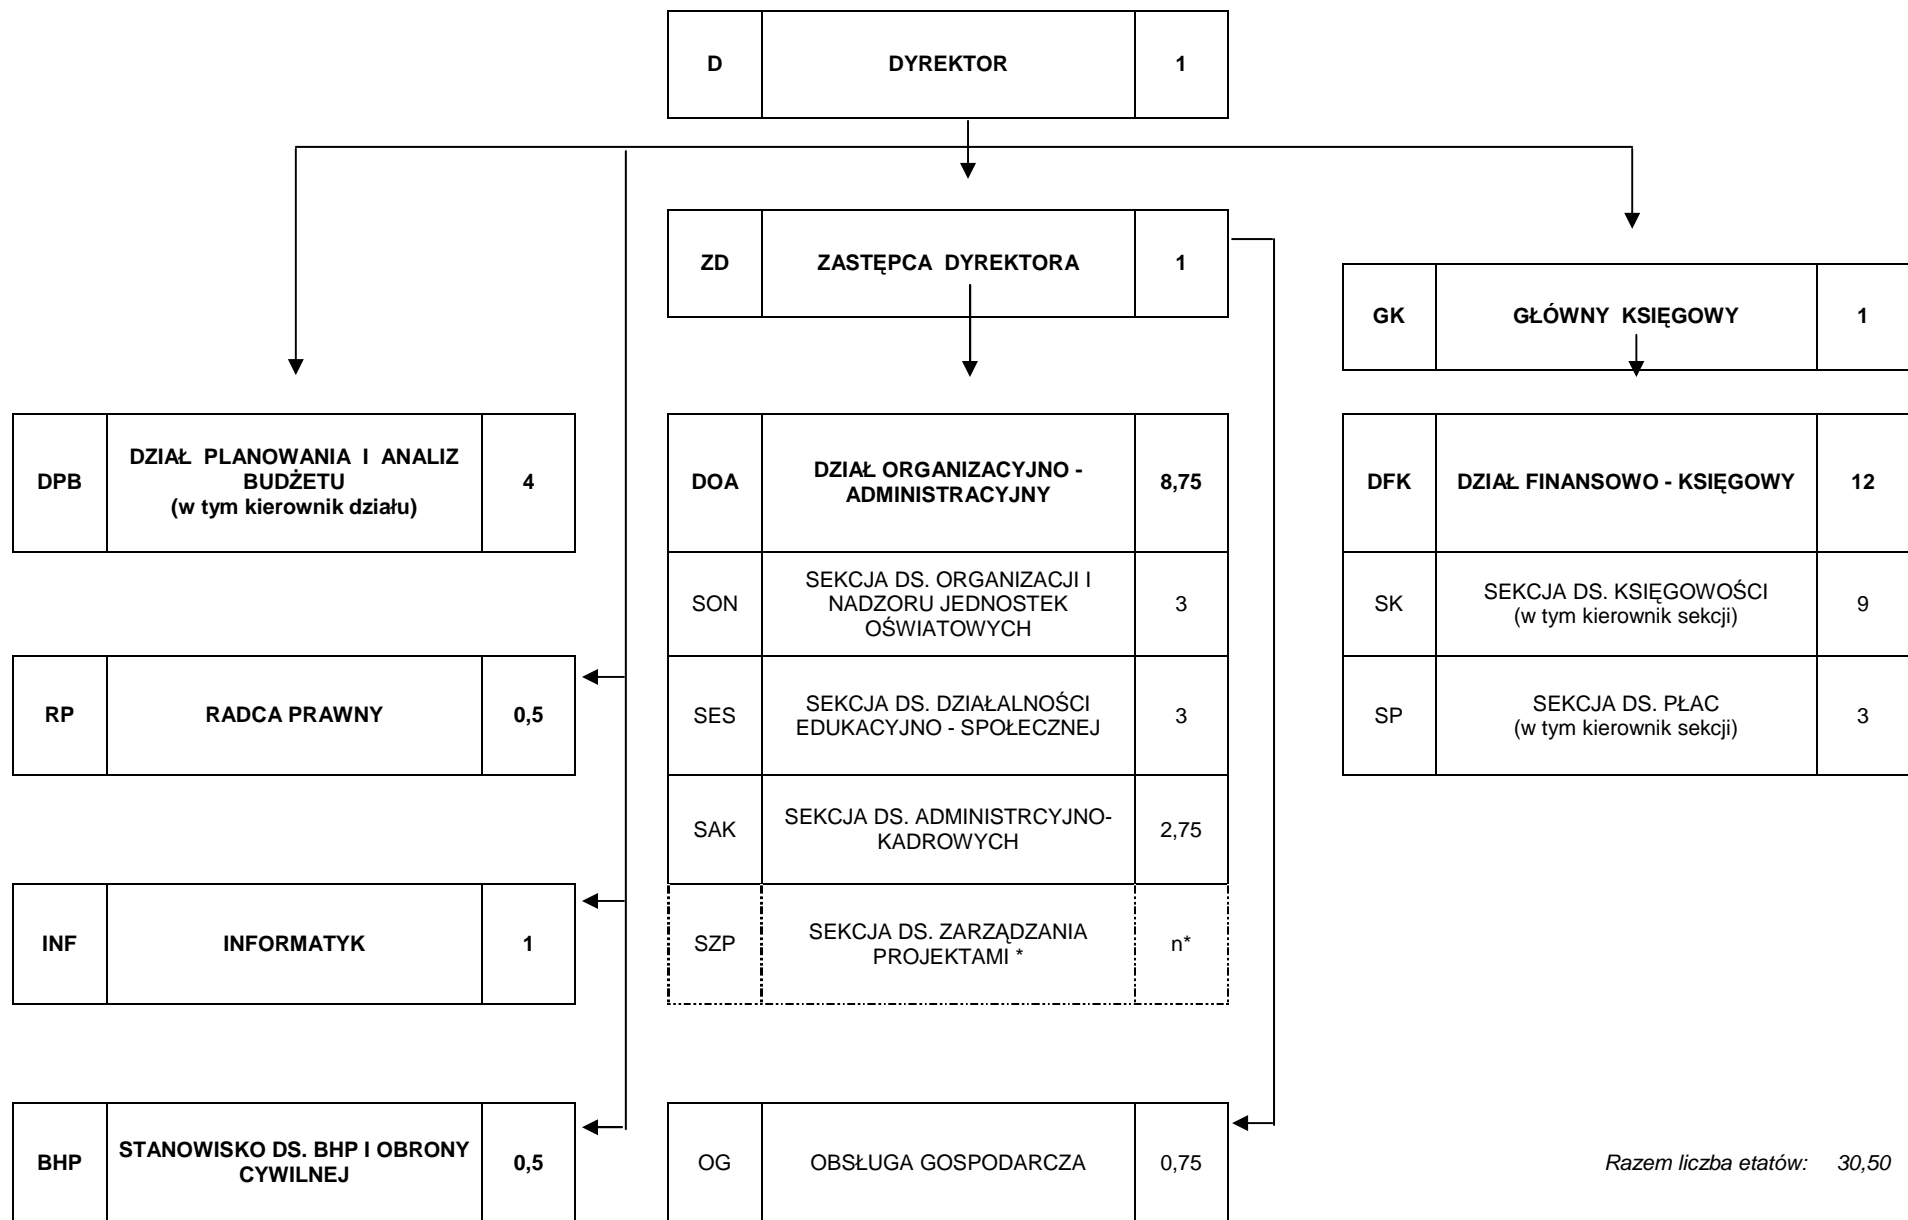 D DYREKTOR 1
ZD ZASTĘPCA DYREKTORA 1
GK GŁÓWNY KSIĘGOWY 1
DPB DZIAŁ PLANOWANIA I ANALIZ
BUDŻETU
(w tym kierownik działu) 4
RP RADCA PRAWNY 0,5
INF INFORMATYK 1
BHP STANOWISKO DS. BHP I OBRONY
CYWILNEJ 0,5
DOA DZIAŁ ORGANIZACYJNO -
ADMINISTRACYJNY 8,75
SON SEKCJA DS. ORGANIZACJI I
NADZORU JEDNOSTEK
OŚWIATOWYCH 3
SES SEKCJA DS. DZIAŁALNOŚCI
EDUKACYJNO - SPOŁECZNEJ 3
SAK SEKCJA DS. ADMINISTRCYJNO-
KADROWYCH 2,75
SZP SEKCJA DS. ZARZĄDZANIA
PROJEKTAMI * n*
OG OBSŁUGA GOSPODARCZA 0,75
DFK DZIAŁ FINANSOWO - KSIĘGOWY 12
SK SEKCJA DS. KSIĘGOWOŚCI
(w tym kierownik sekcji) 9
SP SEKCJA DS. PŁAC
(w tym kierownik sekcji) 3
Razem liczba etatów: 30,50